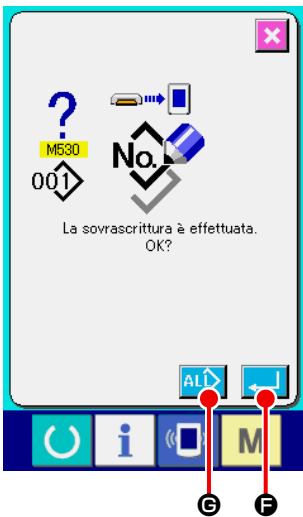 ?
M530
No.
001
La sovrascrittura è effettuata.
OK?
ALL
i
M
G F